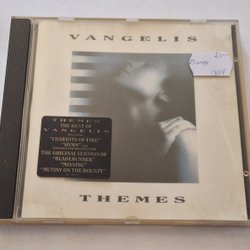 VANGELIS
THEMES
THE BEST OF
VANGELIS
"CHARIOTS OF FIRE"
"HYMN"
THE ORIGINAL VERSION OF
"BLADERUNNER"
"MISSING"
"MUTINY ON THE BOUNTY"
THEMES